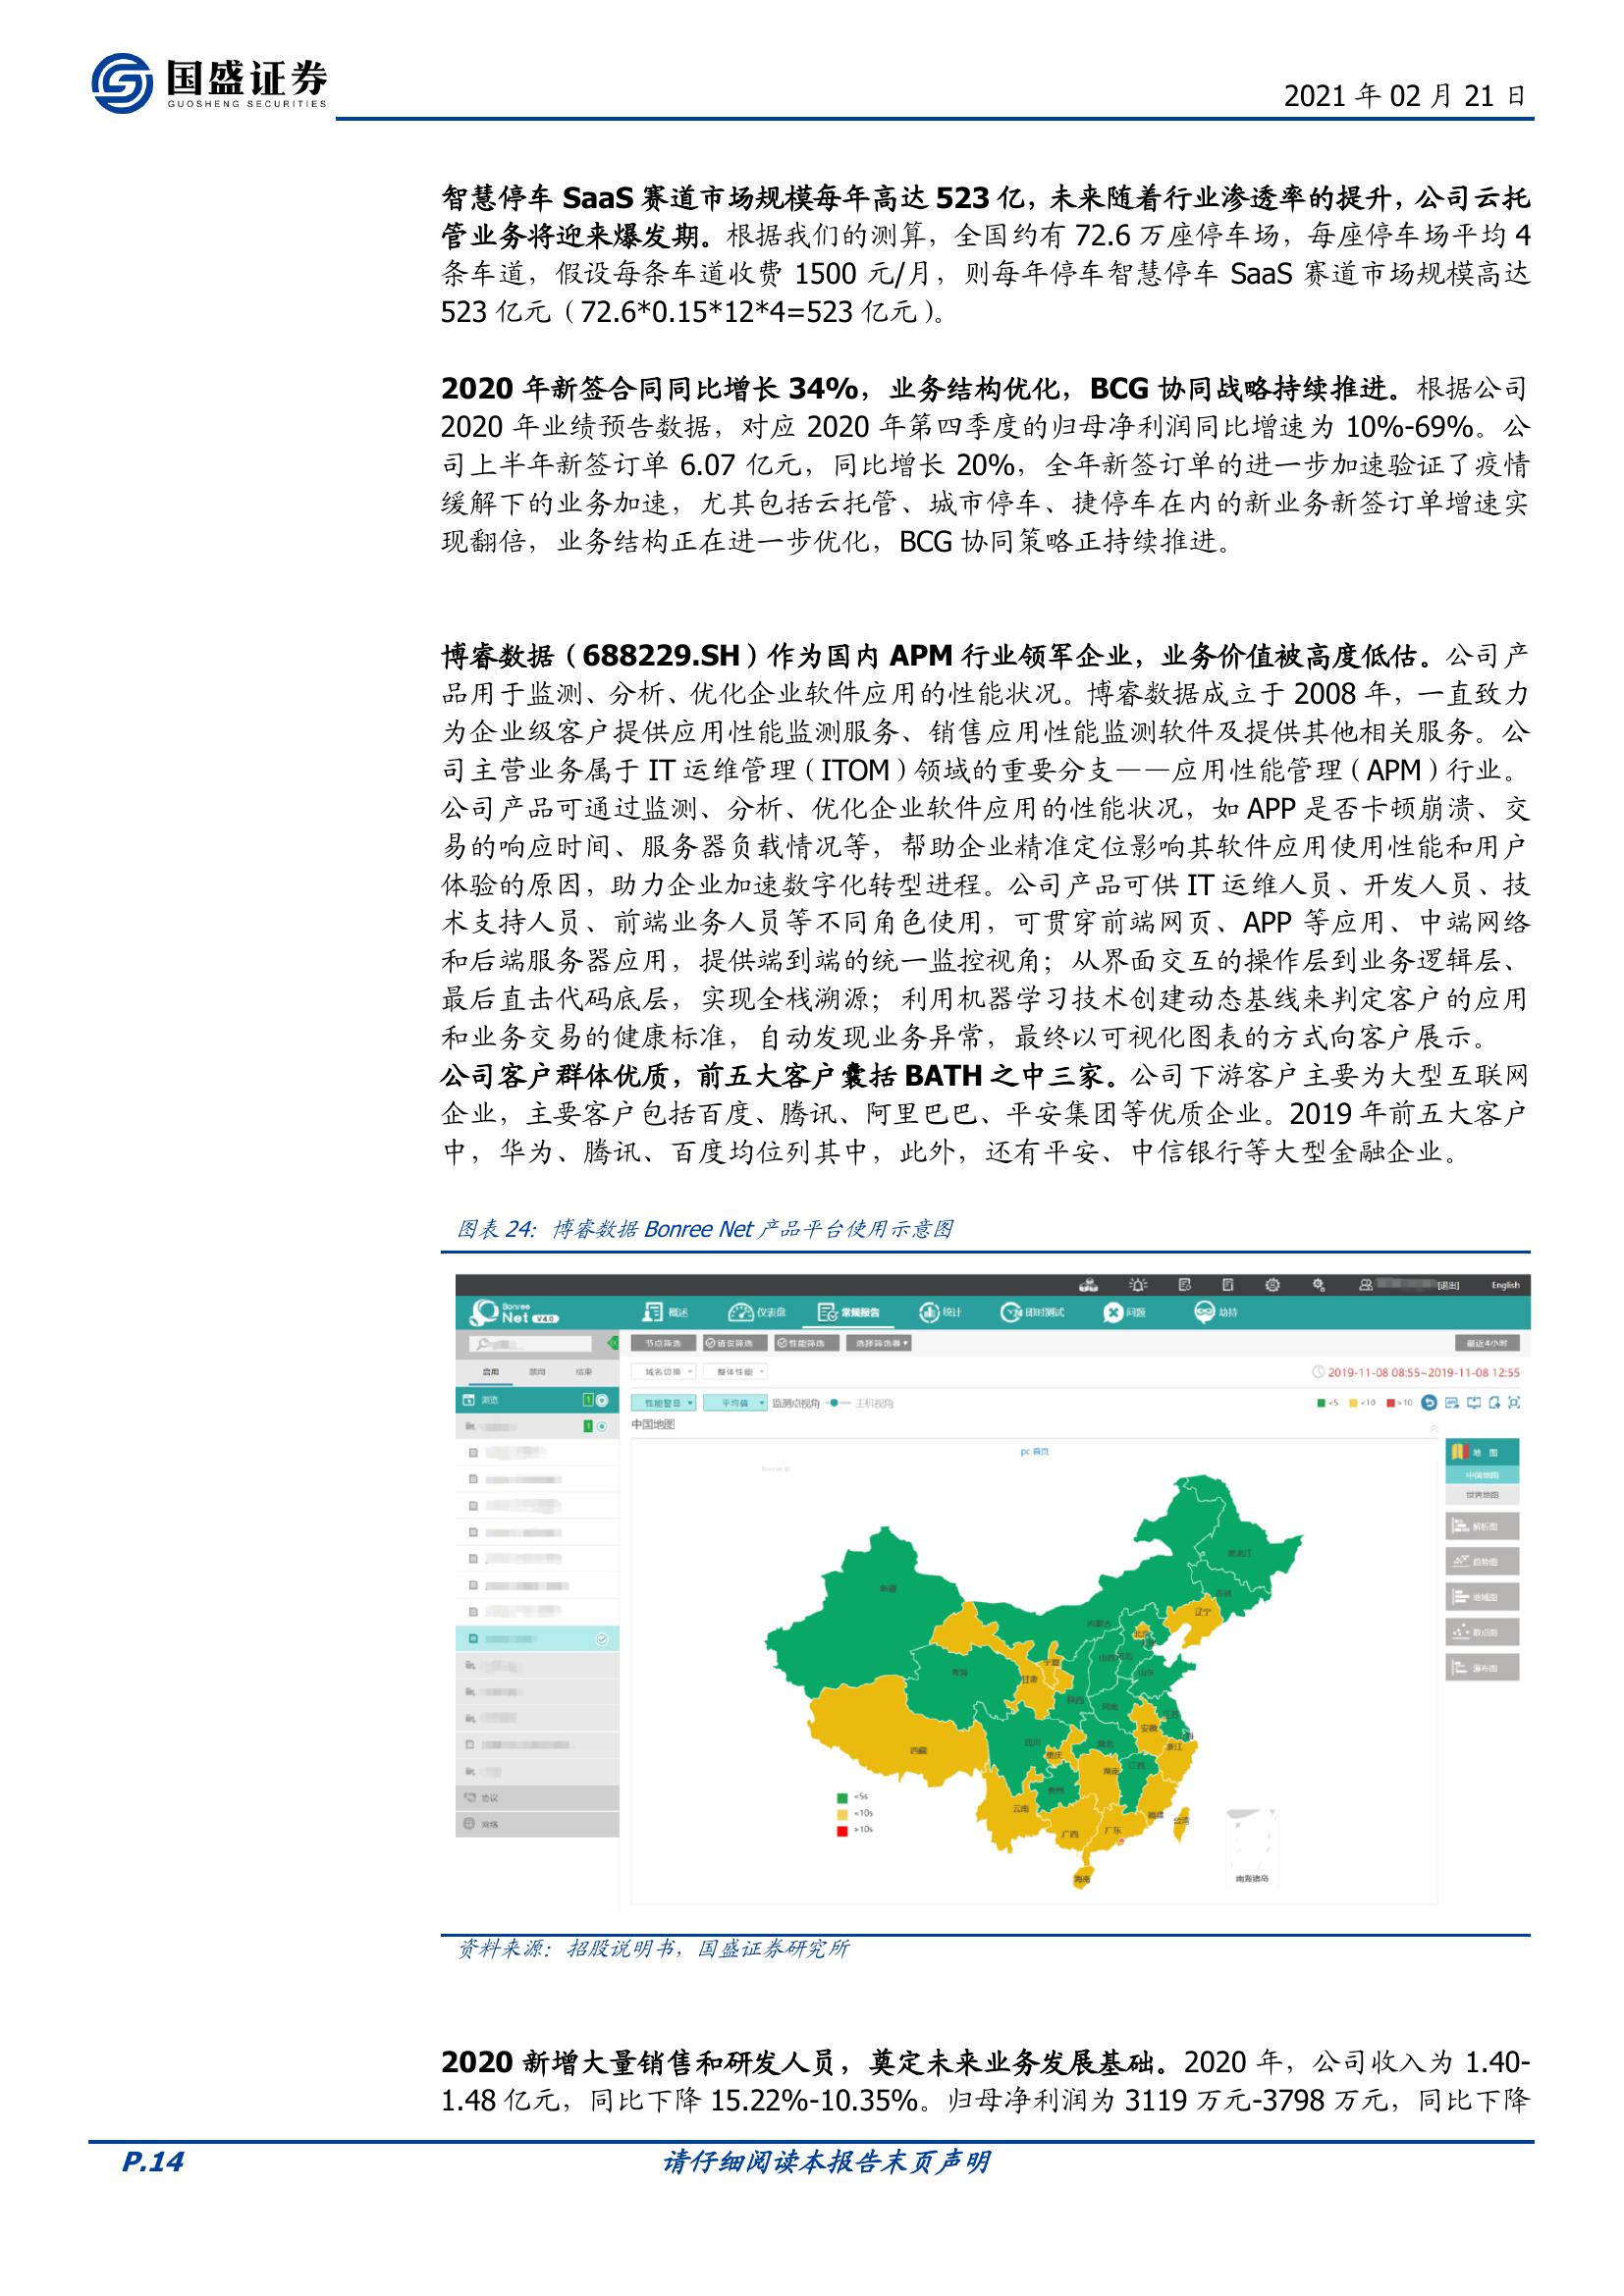 国盛证券
GUOSHENG SECURITIES
2021 年 02 月 21 日
智慧停车 SaaS 赛道市场规模每年高达 523 亿，未来随着行业渗透率的提升，公司云托
管业务将迎来爆发期。根据我们的测算，全国约有 72.6 万座停车场，每座停车场平均 4
条车道，假设每条车道收费 1500 元/月，则每年停车智慧停车 SaaS 赛道市场规模高达
523 亿元（72.6*0.15*12*4=523 亿元）。
2020 年新签合同同比增长 34%，业务结构优化，BCG 协同战略持续推进。根据公司
2020 年业绩预告数据，对应 2020 年第四季度的归母净利润同比增速为 10%-69%。公
司上半年新签订单 6.07 亿元，同比增长 20%，全年新签订单的进一步加速验证了疫情
缓解下的业务加速，尤其包括云托管、城市停车、捷停车在内的新业务新签订单增速实
现翻倍，业务结构正在进一步优化，BCG 协同策略正持续推进。
博睿数据（688229.SH）作为国内 APM 行业领军企业，业务价值被高度低估。公司产
品用于监测、分析、优化企业软件应用的性能状况。博睿数据成立于 2008 年，一直致力
为企业级客户提供应用性能监测服务、销售应用性能监测软件及提供其他相关服务。公
司主营业务属于 IT 运维管理（ITOM）领域的重要分支——应用性能管理（APM）行业。
公司产品可通过监测、分析、优化企业软件应用的性能状况，如 APP 是否卡顿崩溃、交
易的响应时间、服务器负载情况等，帮助企业精准定位影响其软件应用使用性能和用户
体验的原因，助力企业加速数字化转型进程。公司产品可供 IT 运维人员、开发人员、技
术支持人员、前端业务人员等不同角色使用，可贯穿前端网页、APP 等应用、中端网络
和后端服务器应用，提供端到端的统一监控视角；从界面交互的操作层到业务逻辑层、
最后直击代码底层，实现全栈溯源；利用机器学习技术创建动态基线来判定客户的应用
和业务交易的健康标准，自动发现业务异常，最终以可视化图表的方式向客户展示。
公司客户群体优质，前五大客户囊括 BATH 之中三家。公司下游客户主要为大型互联网
企业，主要客户包括百度、腾讯、阿里巴巴、平安集团等优质企业。2019 年前五大客户
中，华为、腾讯、百度均位列其中，此外，还有平安、中信银行等大型金融企业。
图表 24：博睿数据 Bonree Net 产品平台使用示意图
[退出] English
Bonree
Net V4.0 概述 仪表盘 常规报告 统计 即时测试 问题 劫持
节点筛选 运营商筛选 性能筛选 选择筛选器 最近4小时
启用 禁用 结束 域名切换 整体性能 2019-11-08 08:55~2019-11-08 12:55
浏览 1 性能警显 平均值 监测点视角 主机视角 <5 <10 >10
1 中国地图
pc 首页
地 图
中国地图
世界地图
解析图
趋势图
地域图
散点图
瀑布图
黑龙江
吉林
新疆
辽宁
内蒙古
北京
宁夏
山西 河北
青海
甘肃
山东
陕西
河南
江苏
安徽
四川
湖北
西藏
重庆
浙江
湖南
江西
贵州
云南
福建
台湾
广西
广东
海南
南海诸岛
<5s
<10s
>10s
协议
网络
资料来源：招股说明书，国盛证券研究所
2020 新增大量销售和研发人员，奠定未来业务发展基础。2020 年，公司收入为 1.40-
1.48 亿元，同比下降 15.22%-10.35%。归母净利润为 3119 万元-3798 万元，同比下降
P.14 请仔细阅读本报告末页声明